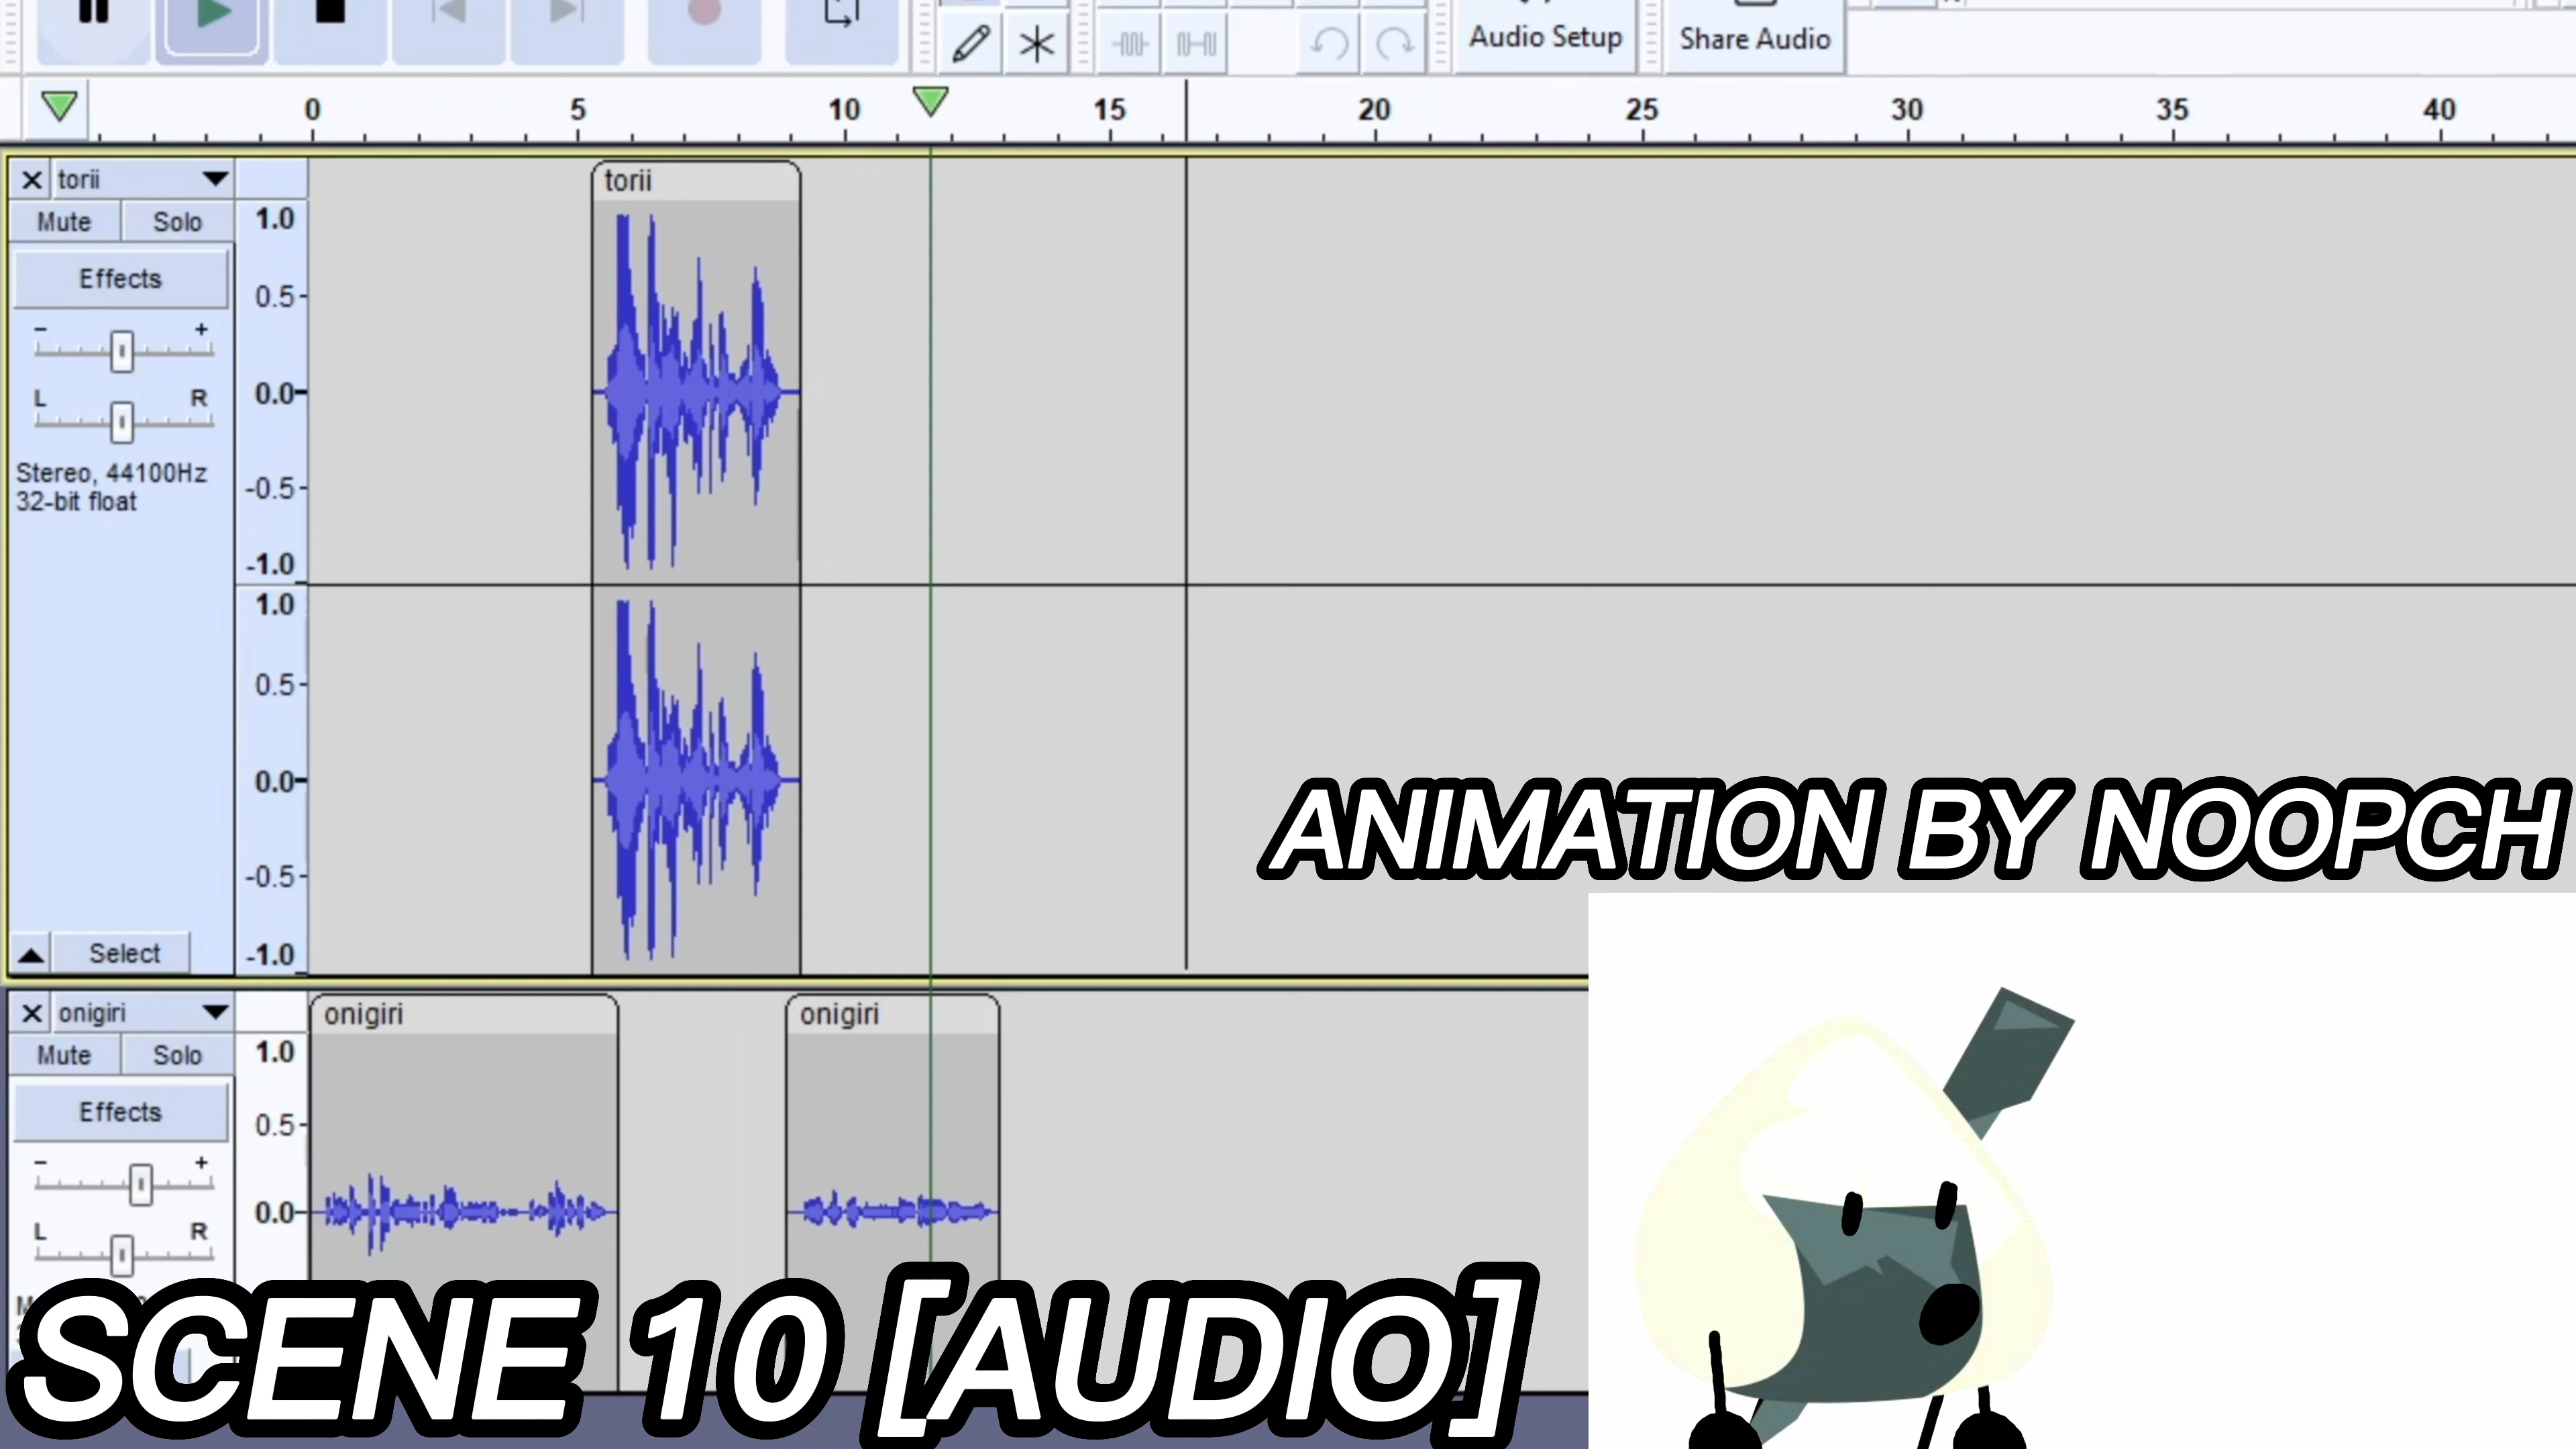 Audio Setup
Share Audio
0 5 10 15 20 25 30 35 40
torii
torii
Mute Solo
1.0
Effects
0.5
- +
0.0
L R
Stereo, 44100Hz
-0.5
32-bit float
-1.0
1.0
0.5
0.0
-0.5
Select
-1.0
ANIMATION BY NOOPCH
onigiri
onigiri
onigiri
Mute Solo
1.0
Effects
0.5
- +
0.0
L R
SCENE 10 [AUDIO]